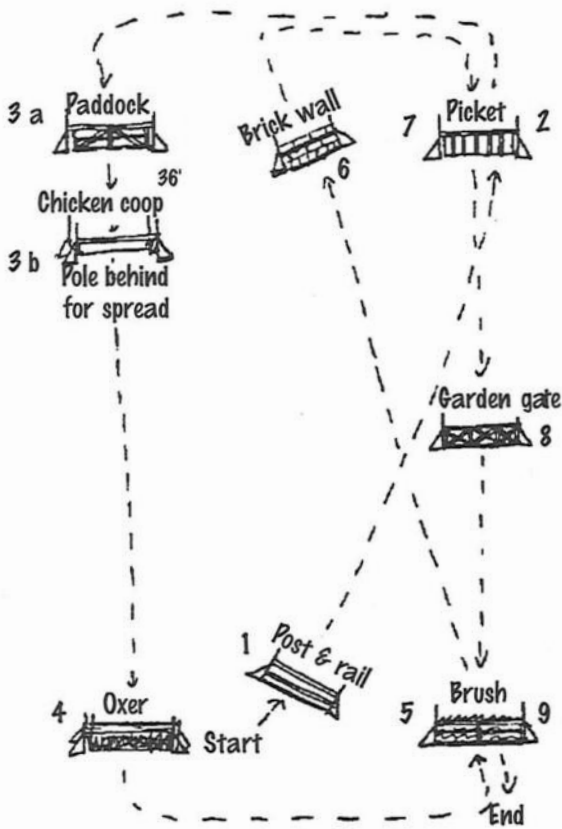 3 a
Paddock
Brick wall
6
7
Picket
2
36'
Chicken coop
3 b
Pole behind
for spread
Garden gate
8
1
Post & rail
4
Oxer
Start
5
Brush
9
End